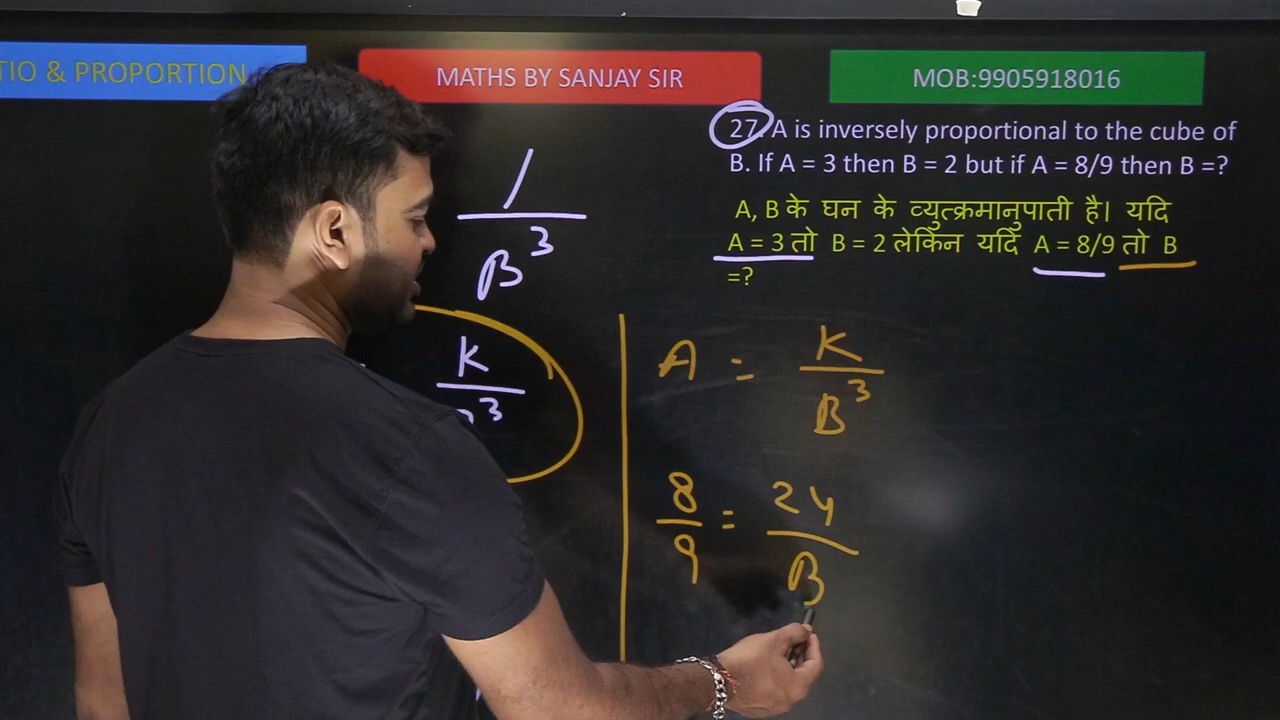 TIO & PROPORTION
MATHS BY SANJAY SIR
MOB:9905918016
27. A is inversely proportional to the cube of
B. If A = 3 then B = 2 but if A = 8/9 then B =?
A, B के घन के व्युत्क्रमानुपाती है। यदि
A = 3 तो B = 2 लेकिन यदि A = 8/9 तो B
=?
1
B³
K
³
A = K
B³
8 = 24
9 B